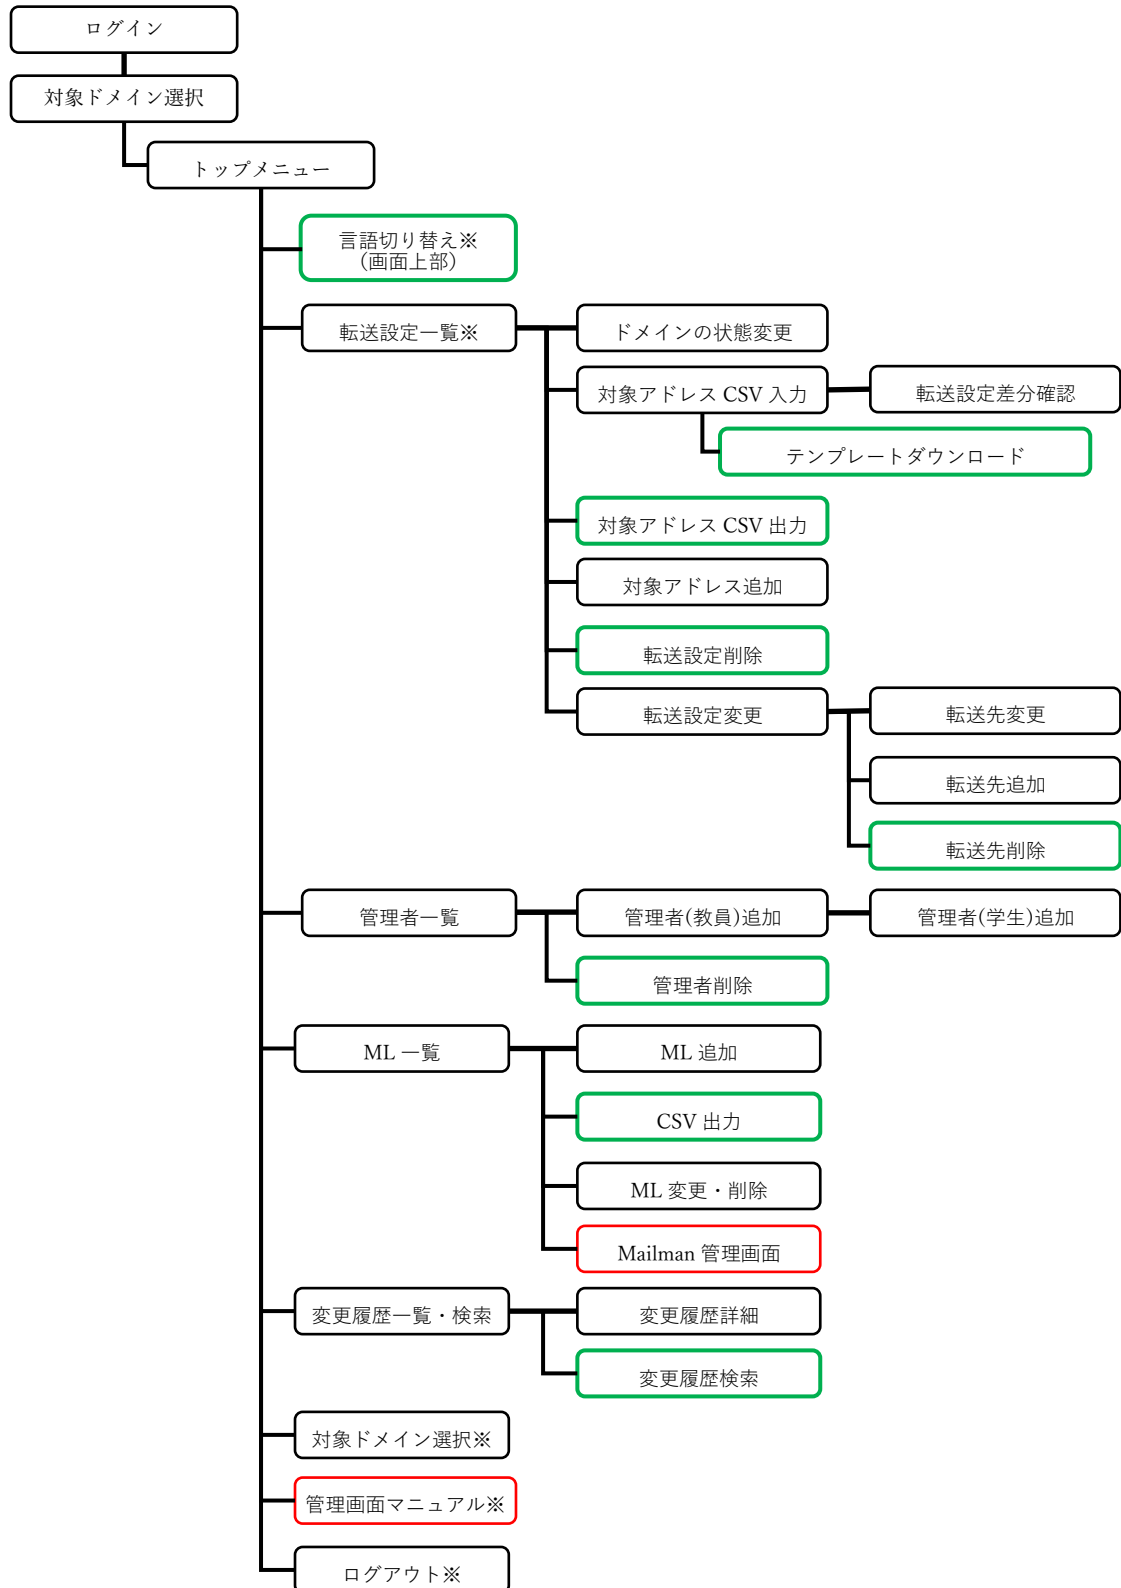 ログイン
対象ドメイン選択
トップメニュー
言語切り替え※
(画面上部)
転送設定一覧※
ドメインの状態変更
対象アドレス CSV 入力
転送設定差分確認
テンプレートダウンロード
対象アドレス CSV 出力
対象アドレス追加
転送設定削除
転送設定変更
転送先変更
転送先追加
転送先削除
管理者一覧
管理者(教員)追加
管理者(学生)追加
管理者削除
ML 一覧
ML 追加
CSV 出力
ML 変更・削除
Mailman 管理画面
変更履歴一覧・検索
変更履歴詳細
変更履歴検索
対象ドメイン選択※
管理画面マニュアル※
ログアウト※